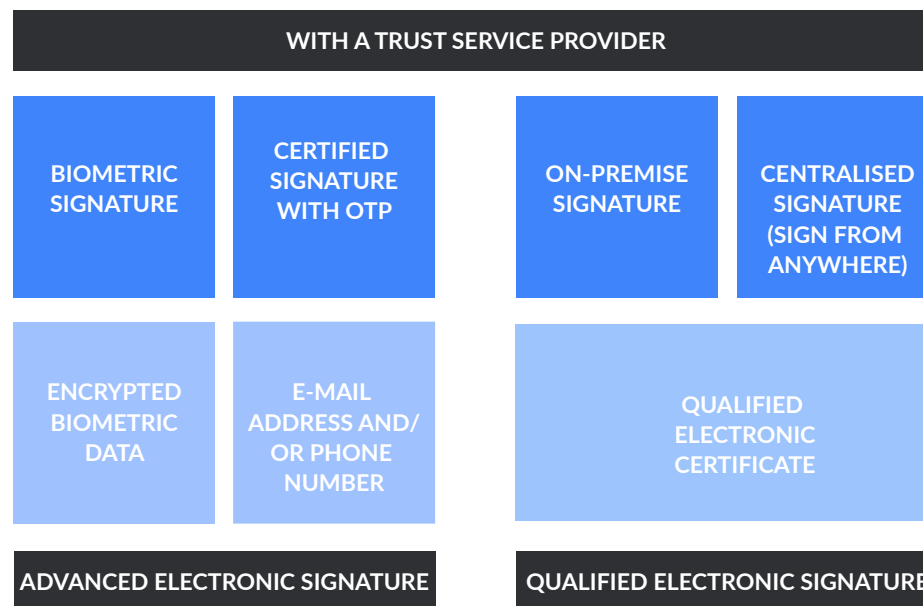 WITH A TRUST SERVICE PROVIDER
BIOMETRIC
SIGNATURE
CERTIFIED
SIGNATURE
WITH OTP
ON-PREMISE
SIGNATURE
CENTRALISED
SIGNATURE
(SIGN FROM
ANYWHERE)
ENCRYPTED
BIOMETRIC
DATA
E-MAIL
ADDRESS AND/
OR PHONE
NUMBER
QUALIFIED
ELECTRONIC
CERTIFICATE
ADVANCED ELECTRONIC SIGNATURE
QUALIFIED ELECTRONIC SIGNATURE